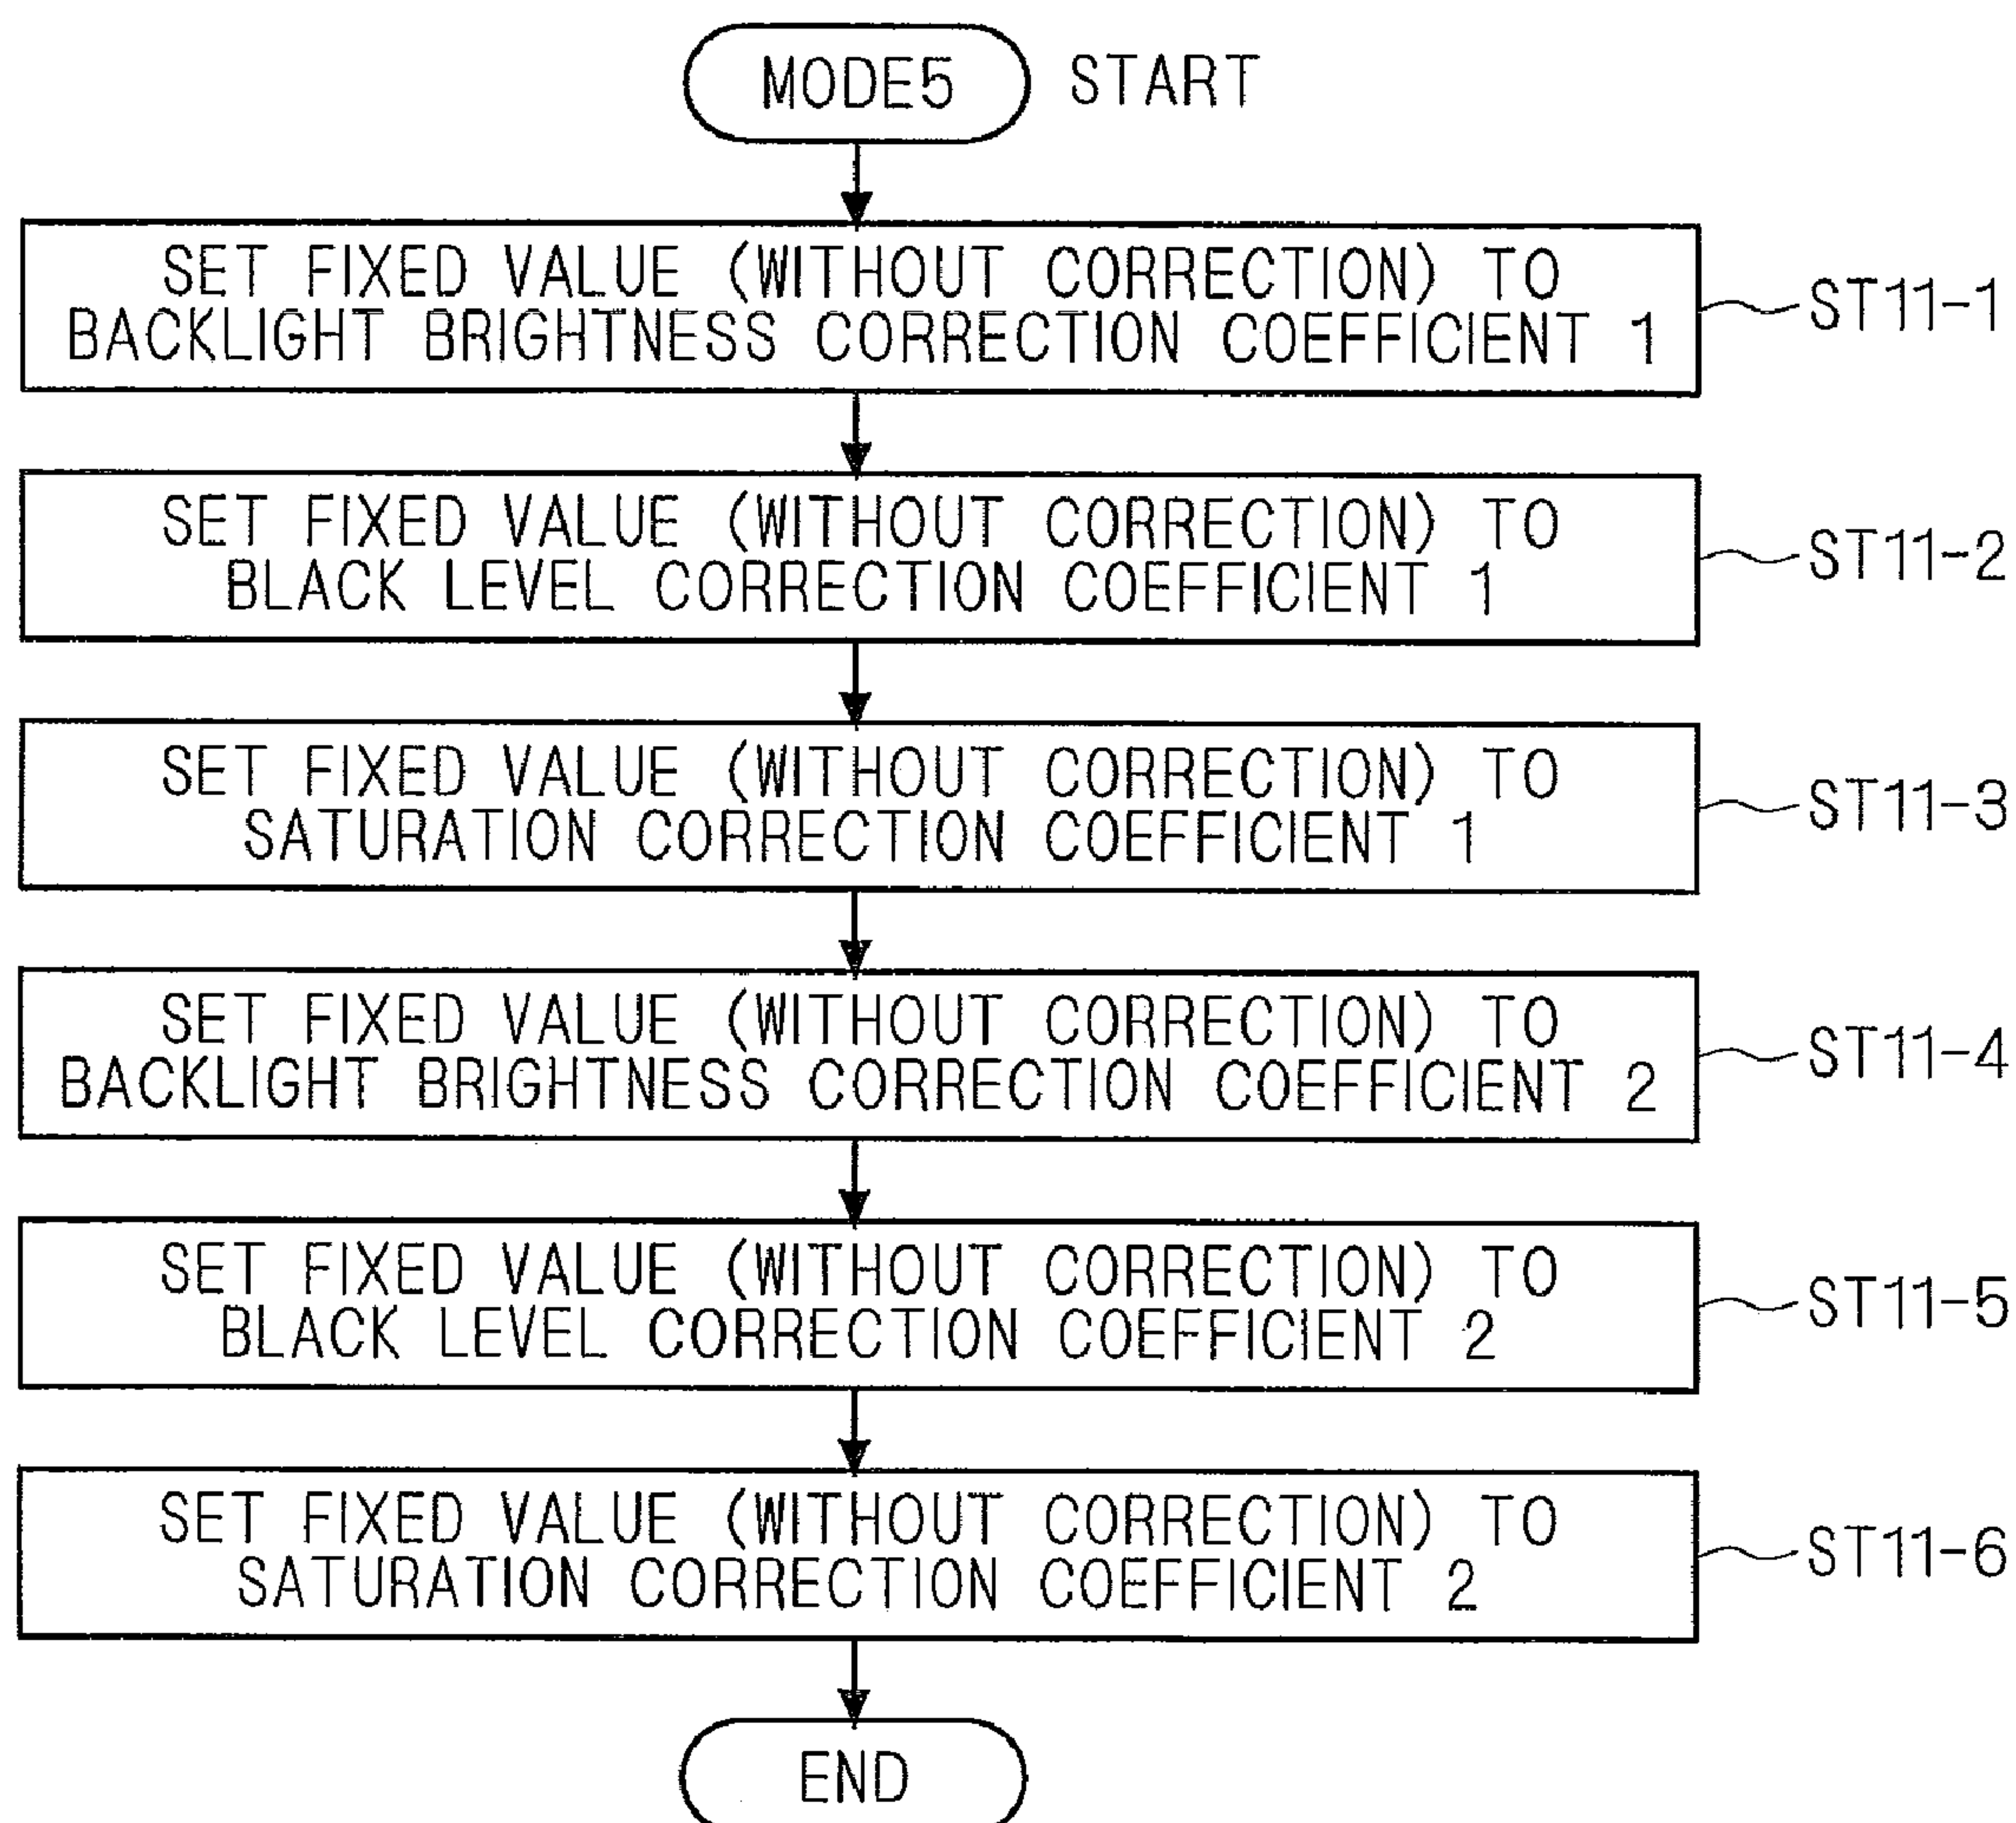 MODE5 START
SET FIXED VALUE (WITHOUT CORRECTION) TO
BACKLIGHT BRIGHTNESS CORRECTION COEFFICIENT 1
ST11-1
SET FIXED VALUE (WITHOUT CORRECTION) TO
BLACK LEVEL CORRECTION COEFFICIENT 1
ST11-2
SET FIXED VALUE (WITHOUT CORRECTION) TO
SATURATION CORRECTION COEFFICIENT 1
ST11-3
SET FIXED VALUE (WITHOUT CORRECTION) TO
BACKLIGHT BRIGHTNESS CORRECTION COEFFICIENT 2
ST11-4
SET FIXED VALUE (WITHOUT CORRECTION) TO
BLACK LEVEL CORRECTION COEFFICIENT 2
ST11-5
SET FIXED VALUE (WITHOUT CORRECTION) TO
SATURATION CORRECTION COEFFICIENT 2
ST11-6
END